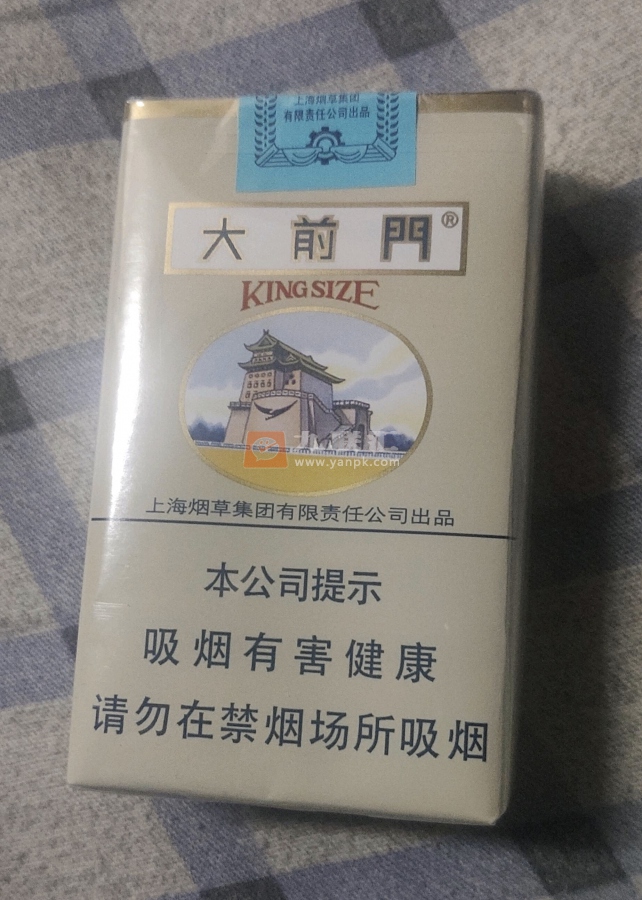 上海烟草集团
有限责任公司出品
大前門®
KING SIZE
www.yanpk.com
上海烟草集团有限责任公司出品
本公司提示
吸烟有害健康
请勿在禁烟场所吸烟